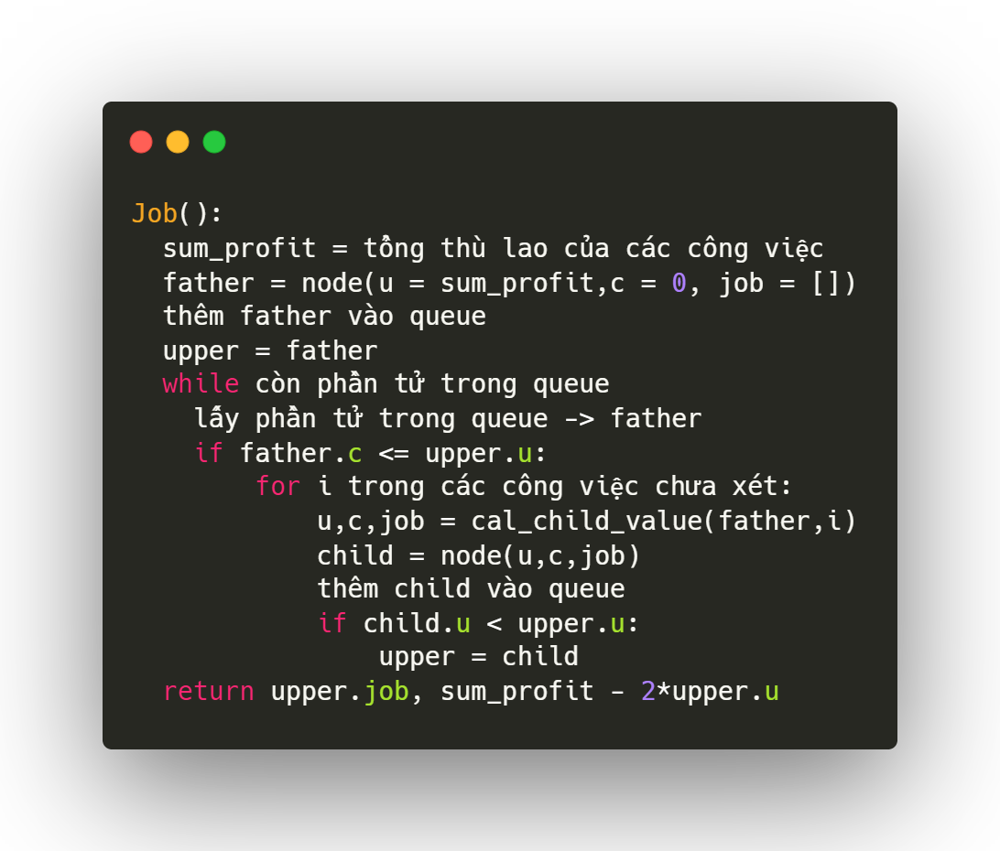 Job():
  sum_profit = tổng thù lao của các công việc
  father = node(u = sum_profit,c = 0, job = [])
  thêm father vào queue
  upper = father
  while còn phần tử trong queue
    lấy phần tử trong queue -> father
    if father.c <= upper.u:
        for i trong các công việc chưa xét:
            u,c,job = cal_child_value(father,i)
            child = node(u,c,job)
            thêm child vào queue
            if child.u < upper.u:
                upper = child
  return upper.job, sum_profit - 2*upper.u